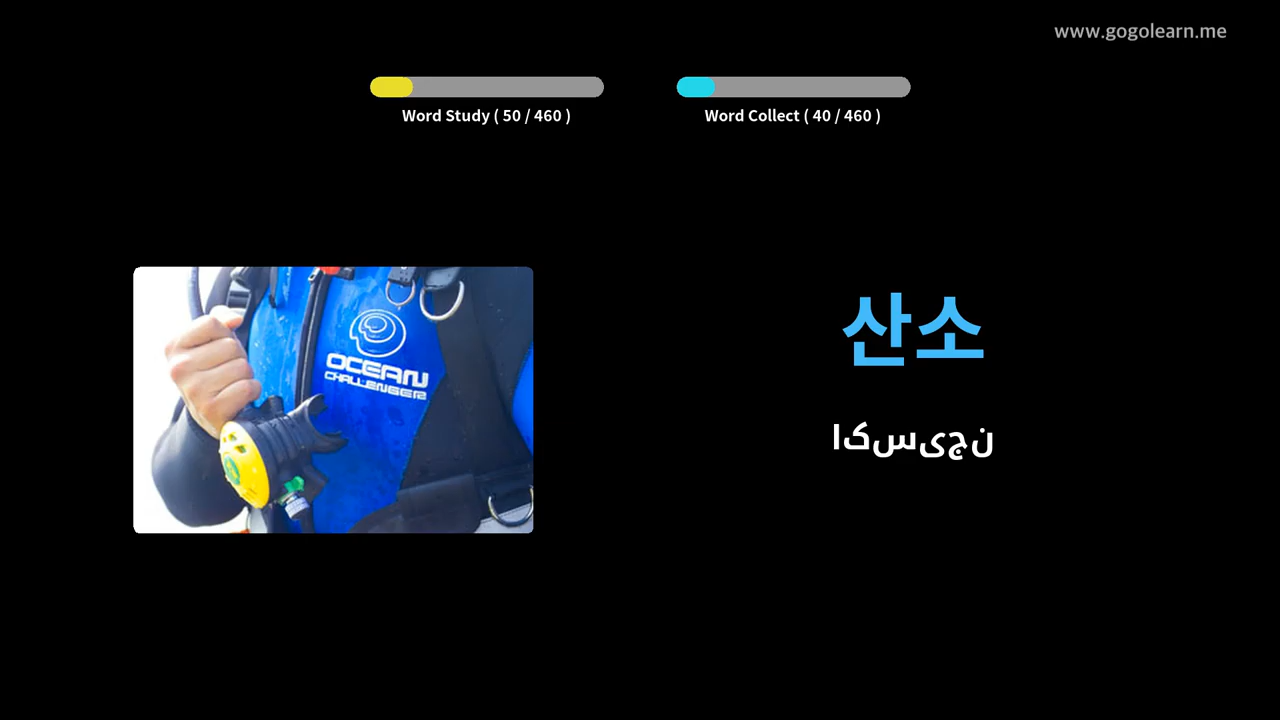 www.gogolearn.me
Word Study ( 50 / 460 )
Word Collect ( 40 / 460 )
OCEAN
CHALLENGER
산소
اکسیجن